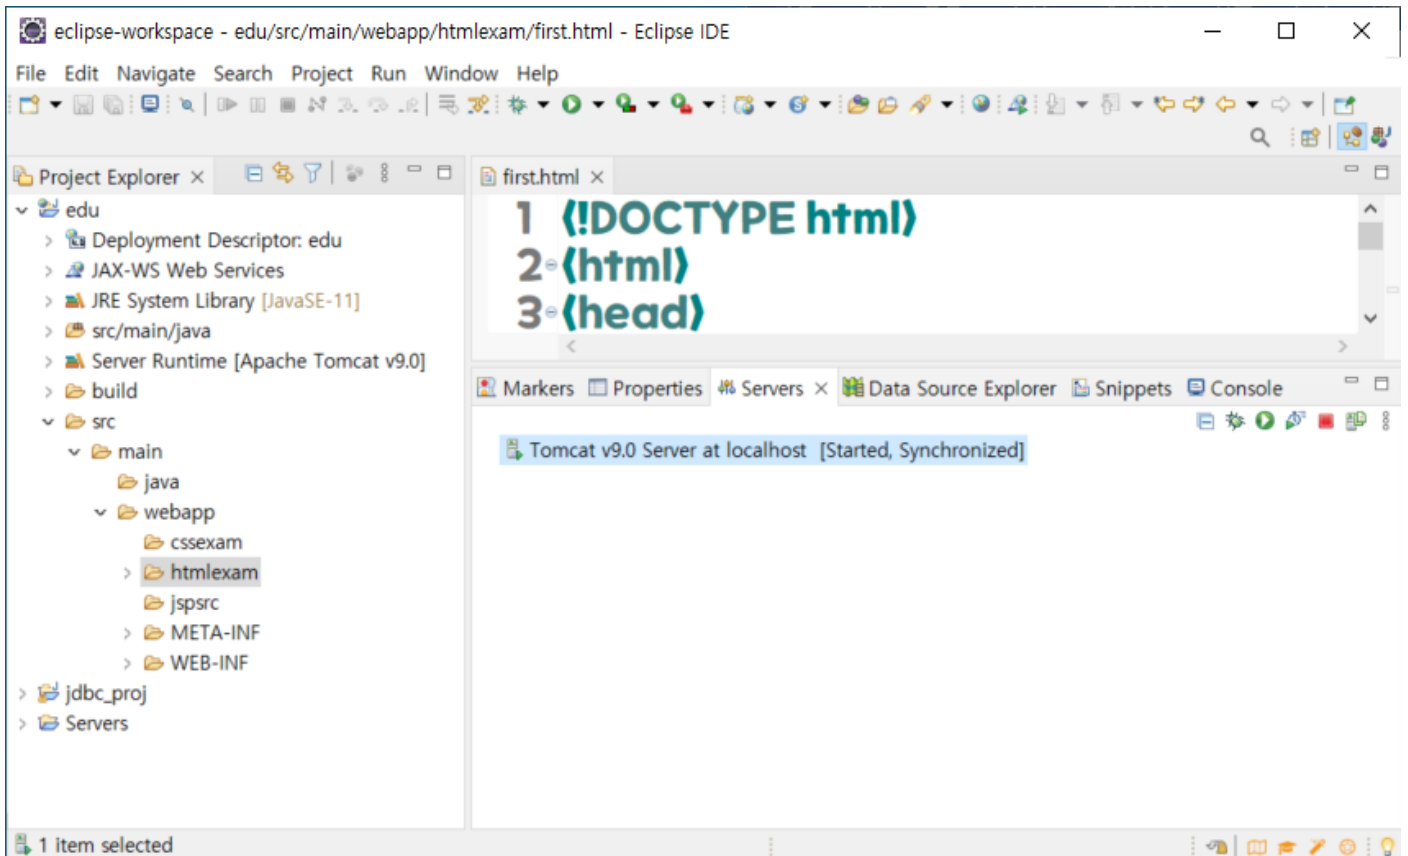 eclipse-workspace - edu/src/main/webapp/htmlexam/first.html - Eclipse IDE
File Edit Navigate Search Project Run Window Help
Project Explorer
edu
Deployment Descriptor: edu
JAX-WS Web Services
JRE System Library [JavaSE-11]
src/main/java
Server Runtime [Apache Tomcat v9.0]
build
src
main
java
webapp
cssexam
htmlexam
jspsrc
META-INF
WEB-INF
jdbc_proj
Servers
first.html
1 <!DOCTYPE html>
2 <html>
3 <head>
Markers Properties Servers Data Source Explorer Snippets Console
Tomcat v9.0 Server at localhost [Started, Synchronized]
1 item selected